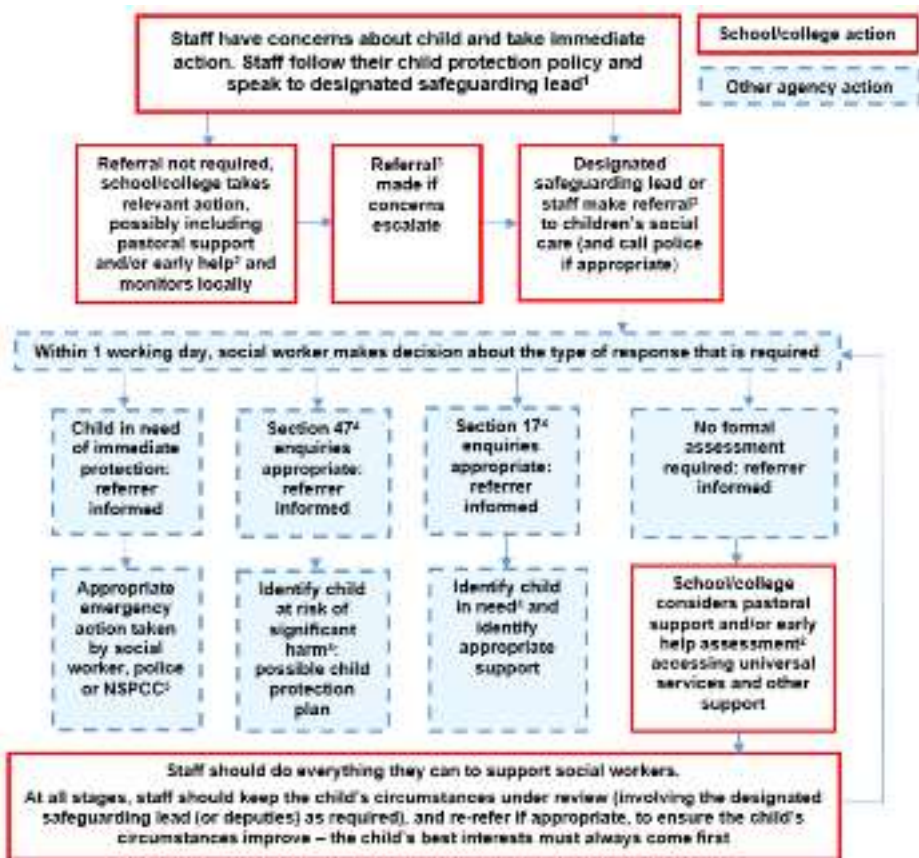 Staff have concerns about child and take immediate
action. Staff follow their child protection policy and
speak to designated safeguarding lead¹
School/college action
Other agency action
Referral not required,
school/college takes
relevant action,
possibly including
pastoral support
and/or early help² and
monitors locally
Referral³
made if
concerns
escalate
Designated
safeguarding lead or
staff make referral³
to children's social
care (and call police
if appropriate)
Within 1 working day, social worker makes decision about the type of response that is required
Child in need
of immediate
protection:
referrer
informed
Section 47⁴
enquiries
appropriate:
referrer
informed
Section 17⁴
enquiries
appropriate:
referrer
informed
No formal
assessment
required: referrer
informed
Appropriate
emergency
action taken
by social
worker, police
or NSPCC⁵
Identify child
at risk of
significant
harm⁴:
possible child
protection
plan
Identify child
in need⁴ and
identify
appropriate
support
School/college
considers pastoral
support and/or early
help assessment²
accessing universal
services and other
support
Staff should do everything they can to support social workers.
At all stages, staff should keep the child's circumstances under review (involving the designated
safeguarding lead (or deputies) as required), and re-refer if appropriate, to ensure the child's
circumstances improve – the child's best interests must always come first